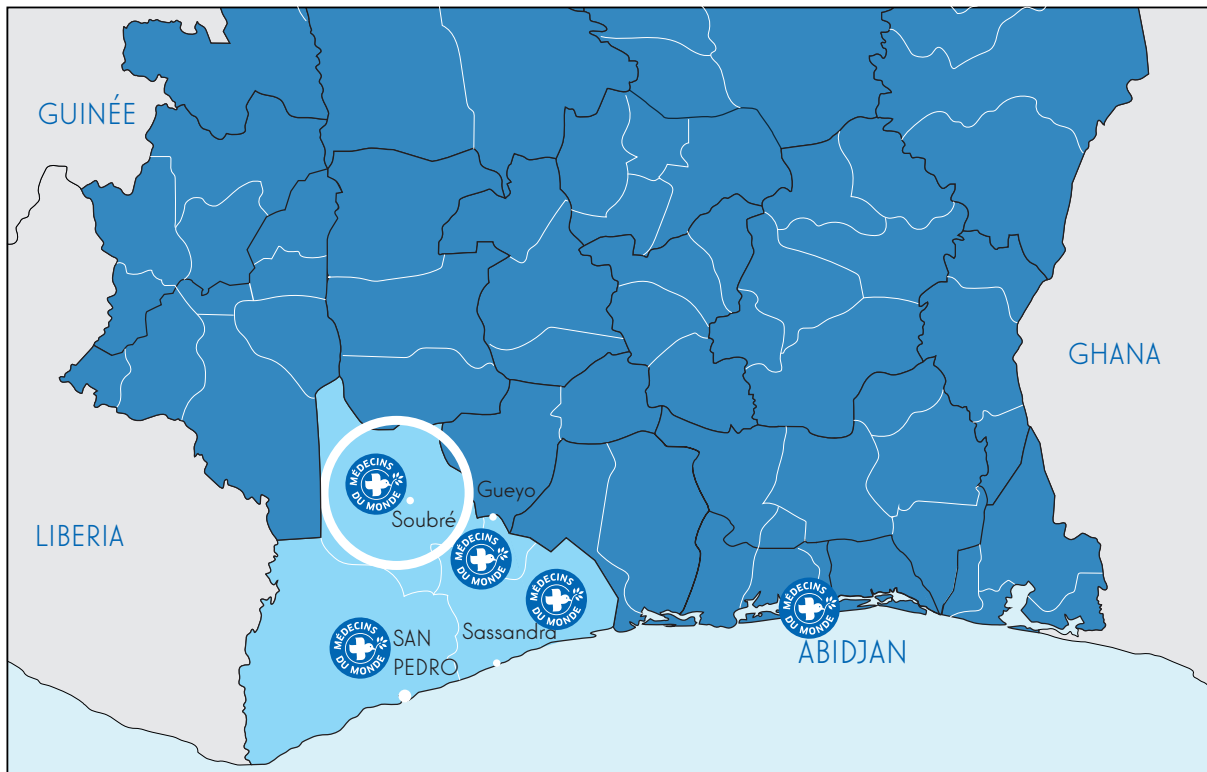 GUINÉE
GHANA
LIBERIA
MÉDECINS
DU MONDE
Soubré
Gueyo
MÉDECINS
DU MONDE
MÉDECINS
DU MONDE
Sassandra
MÉDECINS
DU MONDE
SAN
PEDRO
MÉDECINS
DU MONDE
ABIDJAN